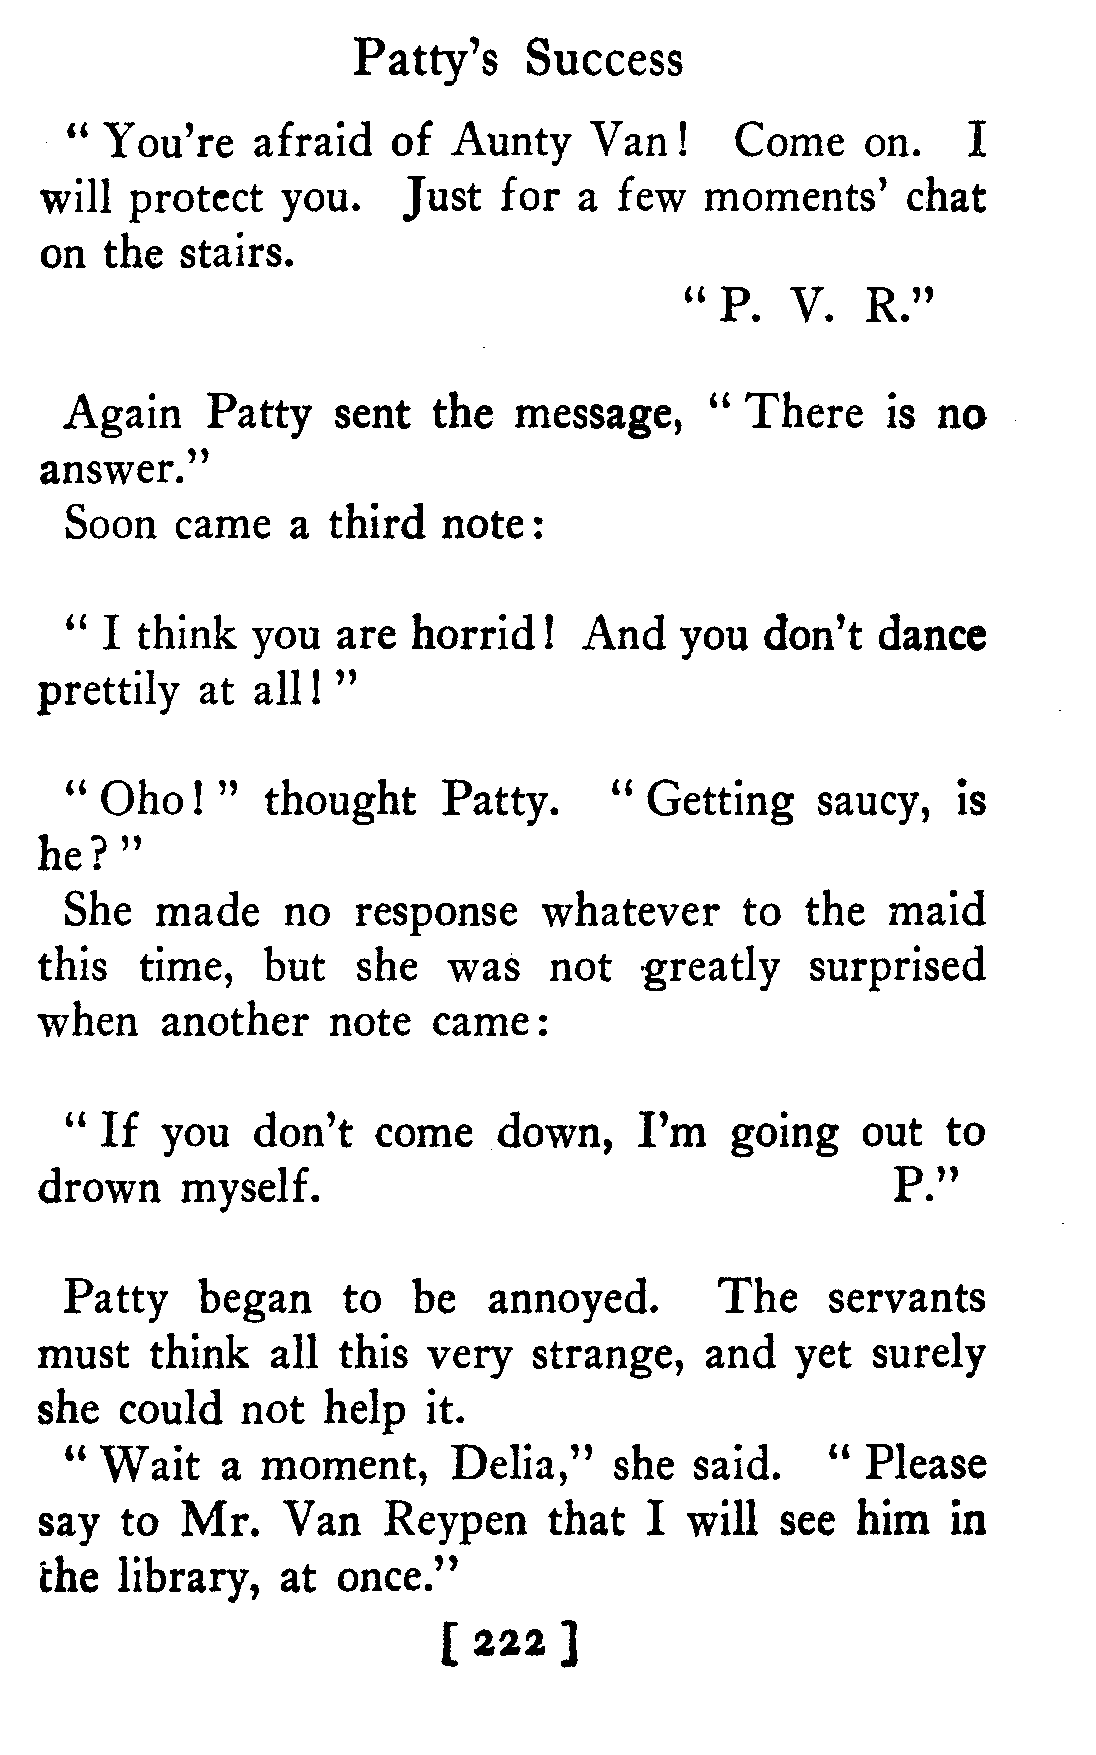 Patty's Success
" You're afraid of Aunty Van! Come on. I
will protect you. Just for a few moments' chat
on the stairs.
" P. V. R."
Again Patty sent the message, " There is no
answer."
Soon came a third note:
" I think you are horrid! And you don't dance
prettily at all! "
" Oho! " thought Patty. " Getting saucy, is
he? "
She made no response whatever to the maid
this time, but she was not greatly surprised
when another note came:
" If you don't come down, I'm going out to
drown myself. P."
Patty began to be annoyed. The servants
must think all this very strange, and yet surely
she could not help it.
" Wait a moment, Delia," she said. " Please
say to Mr. Van Reypen that I will see him in
the library, at once."
[ 222 ]